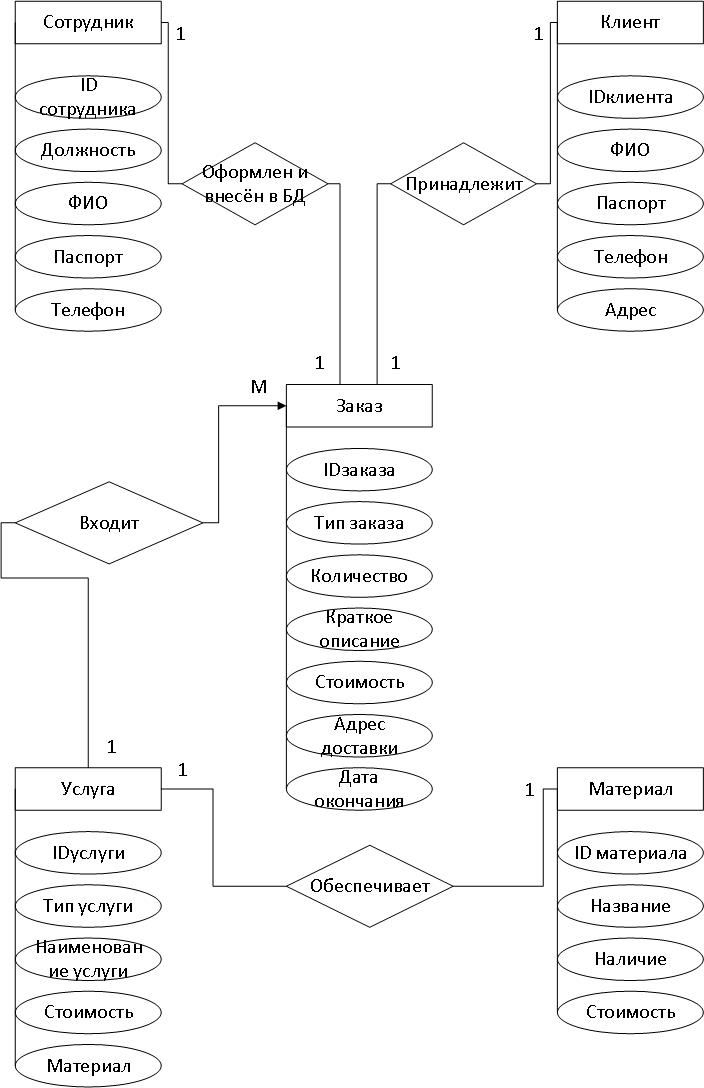 Сотрудник
1
ID
сотрудника
Должность
ФИО
Паспорт
Телефон
Оформлен и
внесён в БД
Клиент
1
IDклиента
ФИО
Паспорт
Телефон
Адрес
Принадлежит
1
1
M
Заказ
IDзаказа
Тип заказа
Количество
Краткое
описание
Стоимость
Адрес
доставки
Дата
окончания
Входит
1
Услуга
1
IDуслуги
Тип услуги
Наименован
ие услуги
Стоимость
Материал
Обеспечивает
1
Материал
ID материала
Название
Наличие
Стоимость